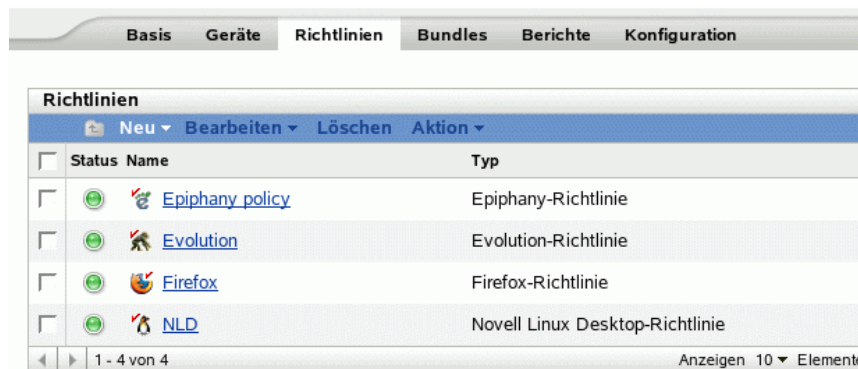 Basis Geräte Richtlinien Bundles Berichte Konfiguration
Richtlinien
Neu Bearbeiten Löschen Aktion
Status Name Typ
Epiphany policy Epiphany-Richtlinie
Evolution Evolution-Richtlinie
Firefox Firefox-Richtlinie
NLD Novell Linux Desktop-Richtlinie
1 - 4 von 4 Anzeigen 10 Elemente